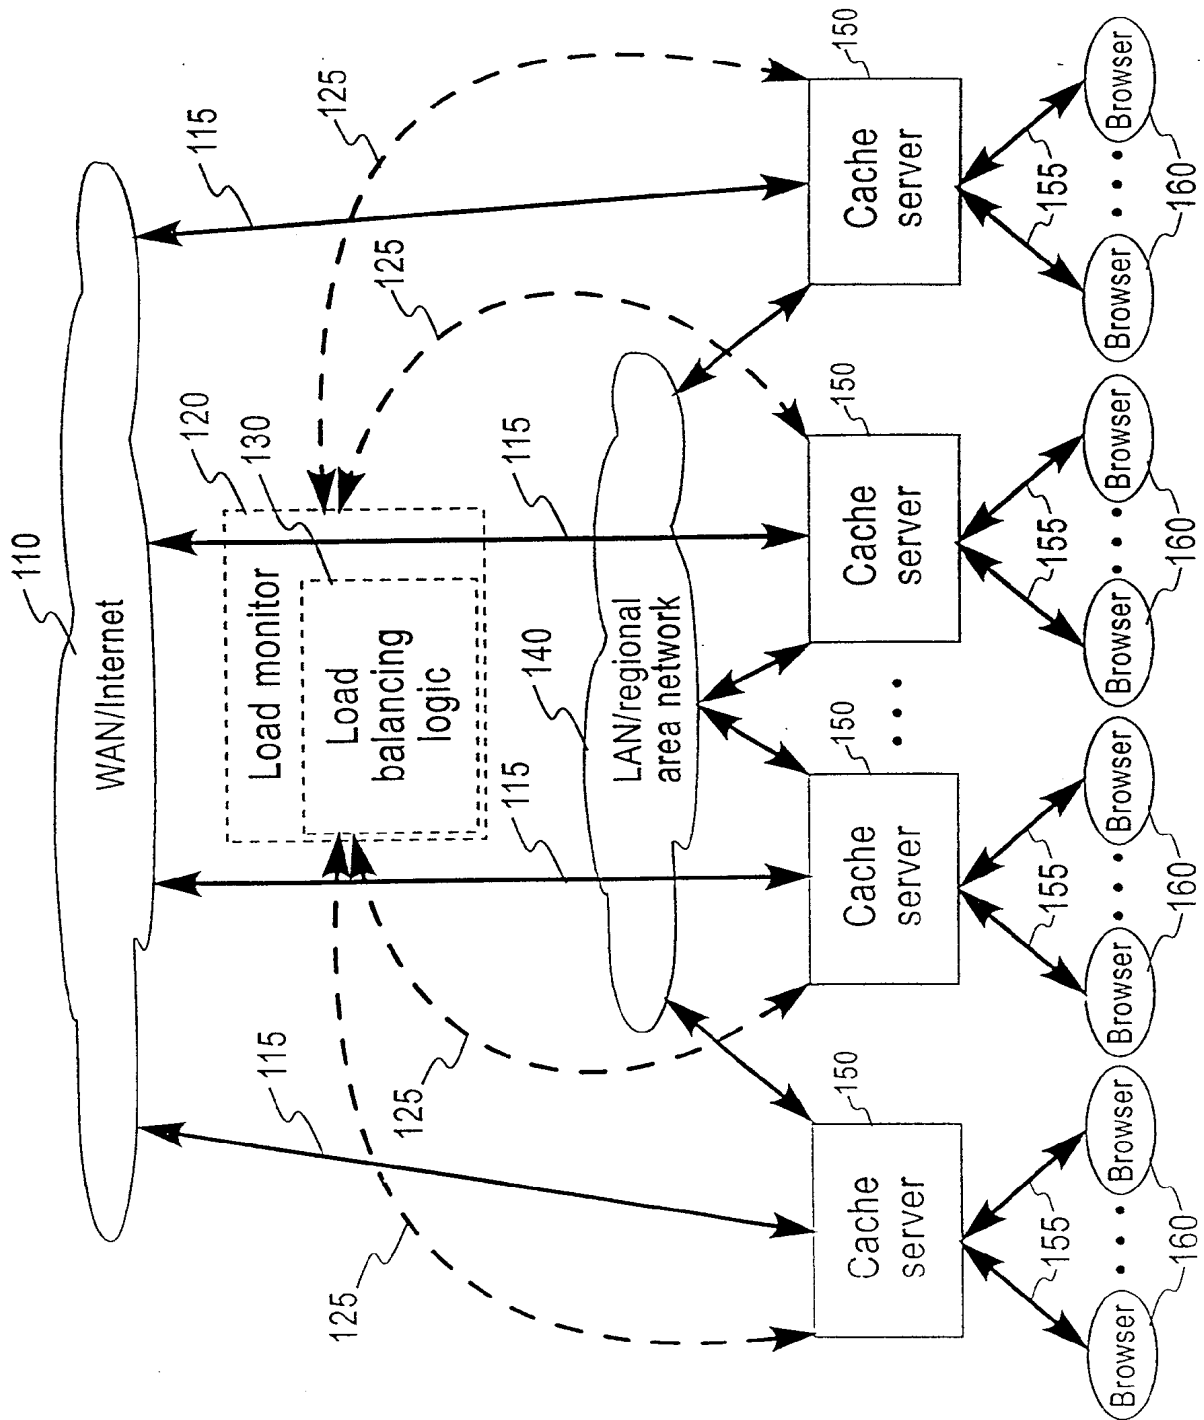 110
WAN/Internet
115
120
115
Load monitor
130
125
125
Load
balancing
logic
125
125
115
115
140
LAN/regional
area network
150
150
150
150
Cache
server
Cache
server
Cache
server
Cache
server
155
155
155
155
Browser
Browser
Browser
Browser
Browser
Browser
Browser
Browser
160
160
160
160